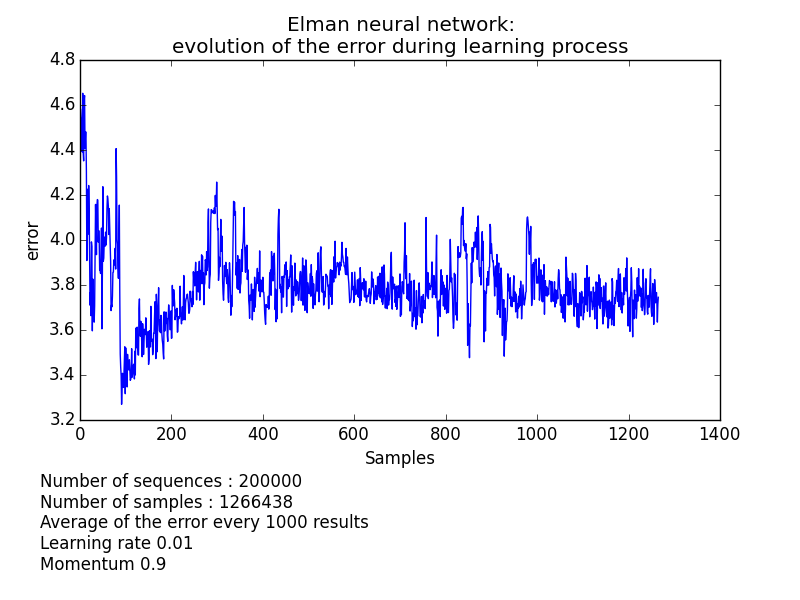 Elman neural network:
evolution of the error during learning process
4.8
4.6
4.4
4.2
4.0
3.8
3.6
3.4
3.2
error
0 200 400 600 800 1000 1200 1400
Samples
Number of sequences : 200000
Number of samples : 1266438
Average of the error every 1000 results
Learning rate 0.01
Momentum 0.9